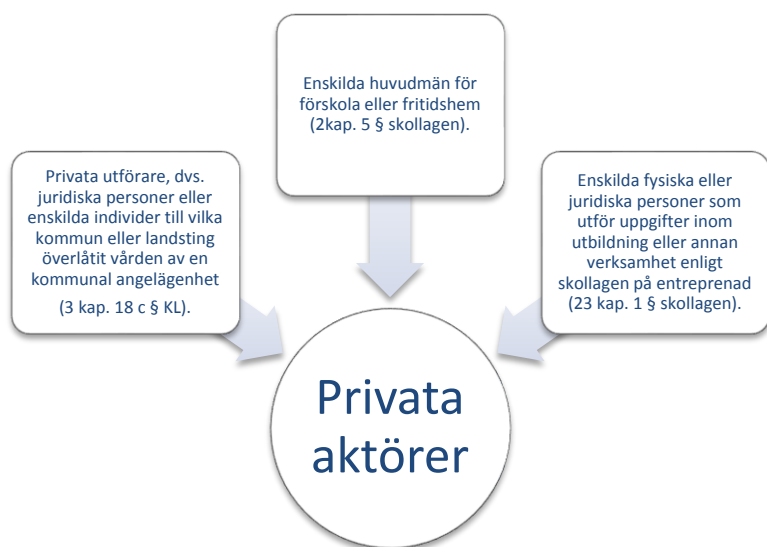 Enskilda huvudmän för
förskola eller fritidshem
(2kap. 5 § skollagen).
Privata utförare, dvs.
juridiska personer eller
enskilda individer till vilka
kommun eller landsting
överlåtit vården av en
kommunal angelägenhet
(3 kap. 18 c § KL).
Enskilda fysiska eller
juridiska personer som
utför uppgifter inom
utbildning eller annan
verksamhet enligt
skollagen på entreprenad
(23 kap. 1 § skollagen).
Privata
aktörer